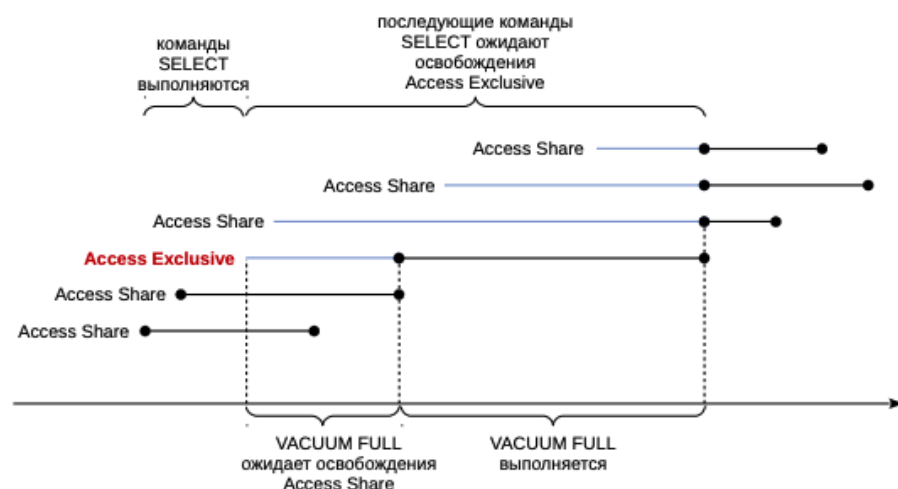 последующие команды
SELECT ожидают
освобождения
Access Exclusive
команды
SELECT
выполняются
Access Share
Access Share
Access Share
Access Exclusive
Access Share
Access Share
VACUUM FULL
ожидает освобождения
Access Share
VACUUM FULL
выполняется